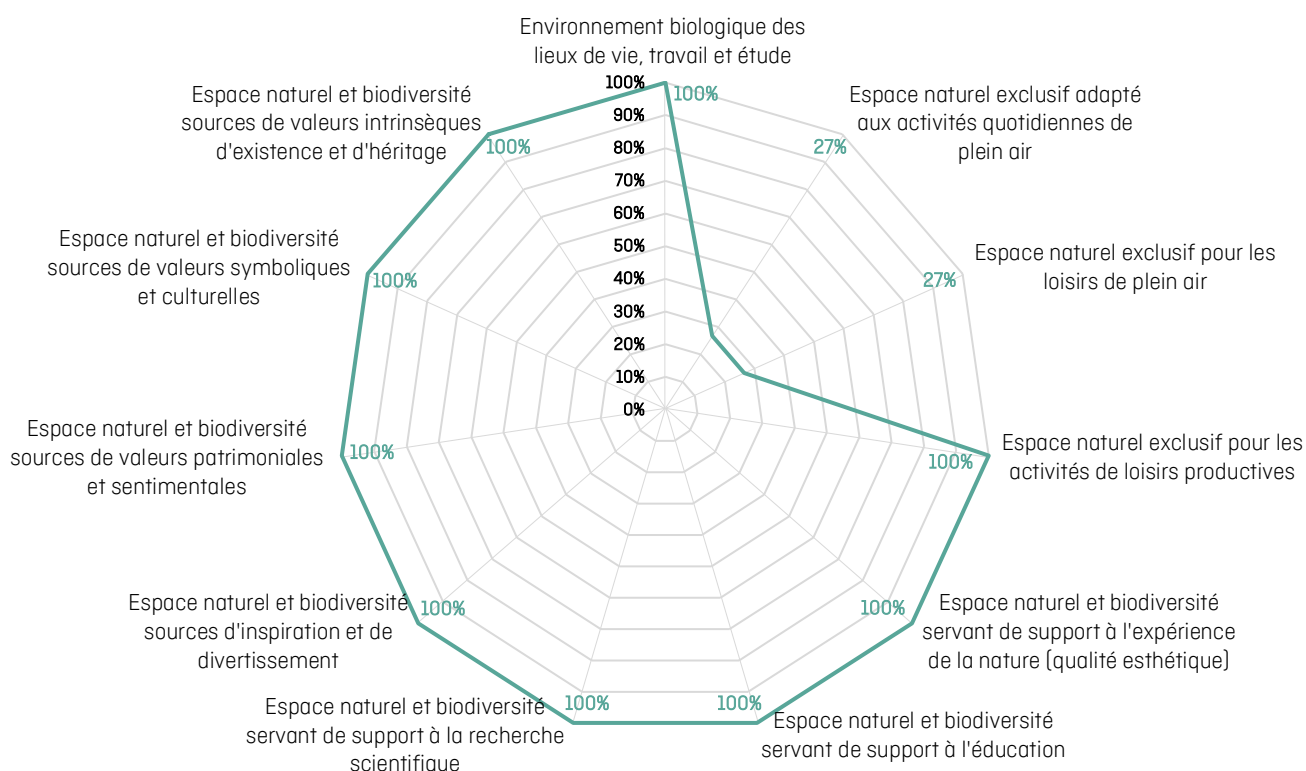 Environnement biologique des
lieux de vie, travail et étude
100%
Espace naturel exclusif adapté
aux activités quotidiennes de
plein air
27%
Espace naturel exclusif pour les
loisirs de plein air
27%
Espace naturel exclusif pour les
activités de loisirs productives
100%
Espace naturel et biodiversité
servant de support à l'expérience
de la nature (qualité esthétique)
100%
Espace naturel et biodiversité
servant de support à l'éducation
100%
Espace naturel et biodiversité
servant de support à la recherche
scientifique
100%
Espace naturel et biodiversité
sources d'inspiration et de
divertissement
100%
Espace naturel et biodiversité
sources de valeurs patrimoniales
et sentimentales
100%
Espace naturel et biodiversité
sources de valeurs symboliques
et culturelles
100%
Espace naturel et biodiversité
sources de valeurs intrinsèques
d'existence et d'héritage
100%
100%
90%
80%
70%
60%
50%
40%
30%
20%
10%
0%